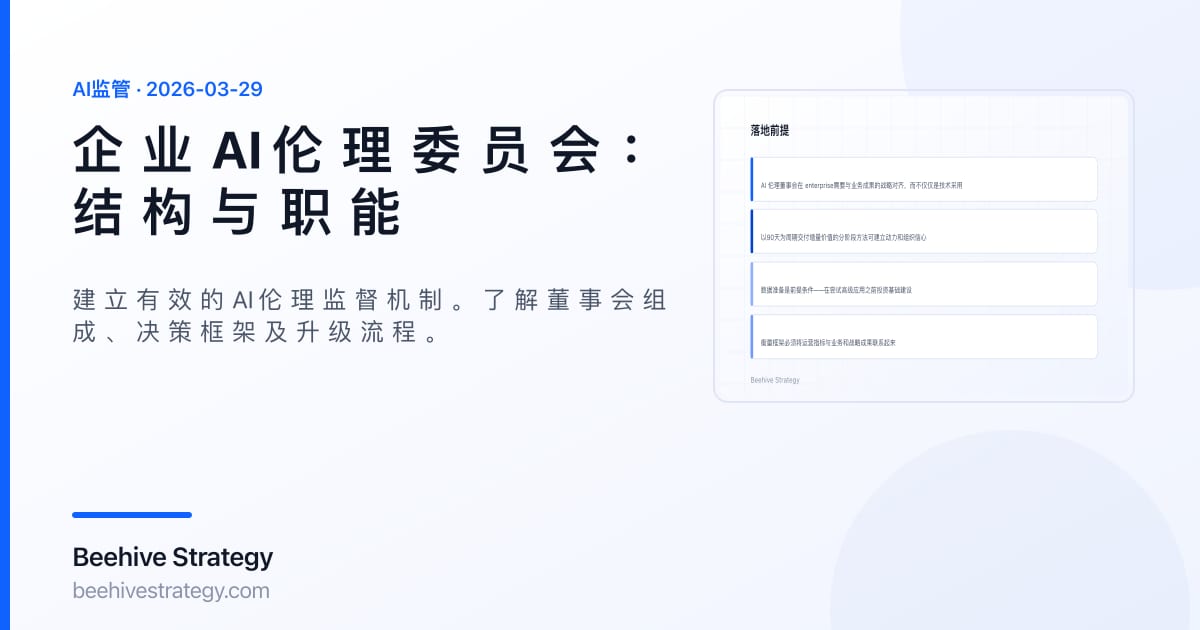 AI监管 · 2026-03-29
企业AI伦理委员会：
结构与职能
建立有效的AI伦理监督机制。了解董事会组
成、决策框架及升级流程。
落地前提
AI 伦理董事会在 enterprise需要与业务成果的战略对齐，而不仅仅是技术采用
以90天为周期交付增量价值的分阶段方法可建立动力和组织信心
数据准备是前提条件——在尝试高级应用之前投资基础建设
衡量框架必须将运营指标与业务和战略成果联系起来
Beehive Strategy
Beehive Strategy
beehivestrategy.com